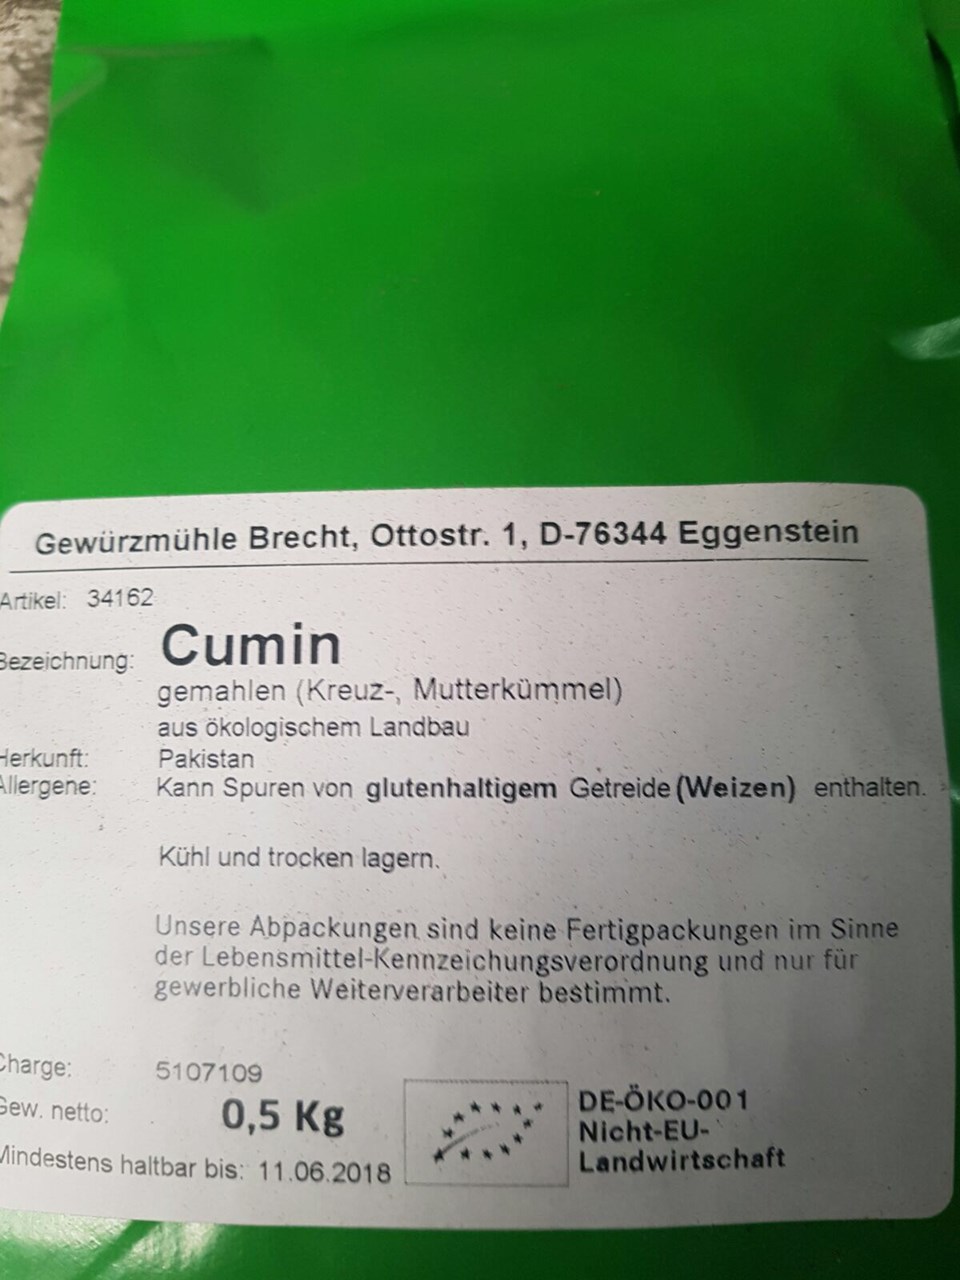 Gewürzmühle Brecht, Ottostr. 1, D-76344 Eggenstein
Artikel: 34162
Bezeichnung: Cumin
gemahlen (Kreuz-, Mutterkümmel)
aus ökologischem Landbau
Herkunft: Pakistan
Allergene: Kann Spuren von glutenhaltigem Getreide (Weizen) enthalten.
Kühl und trocken lagern.
Unsere Abpackungen sind keine Fertigpackungen im Sinne
der Lebensmittel-Kennzeichungsverordnung und nur für
gewerbliche Weiterverarbeiter bestimmt.
Charge: 5107109
Gew. netto: 0,5 Kg
Mindestens haltbar bis: 11.06.2018
DE-ÖKO-001
Nicht-EU-
Landwirtschaft